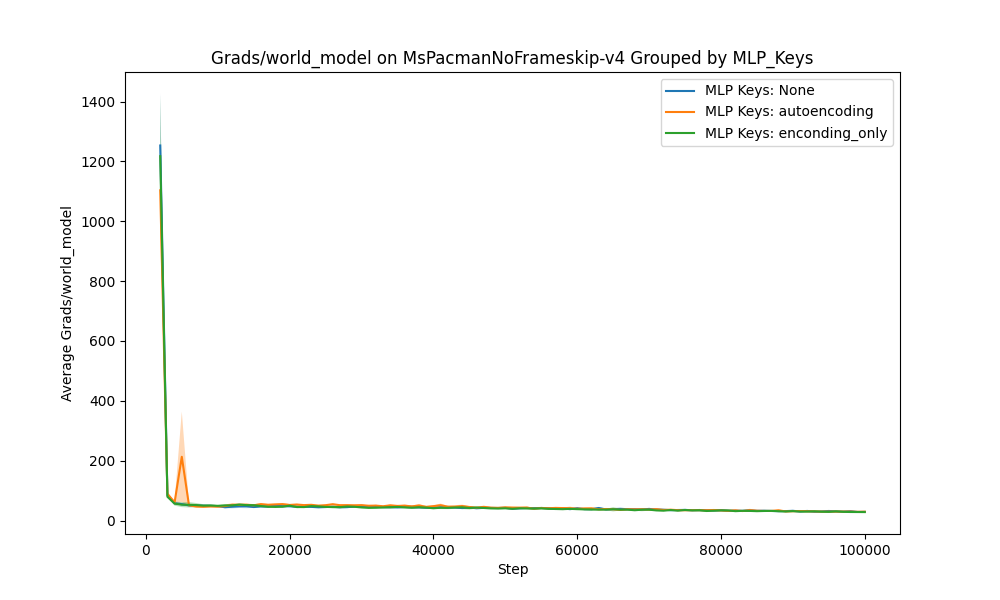 Grads/world_model on MsPacmanNoFrameskip-v4 Grouped by MLP_Keys
MLP Keys: None
MLP Keys: autoencoding
MLP Keys: enconding_only
Average Grads/world_model
1400
1200
1000
800
600
400
200
0
0 20000 40000 60000 80000 100000
Step